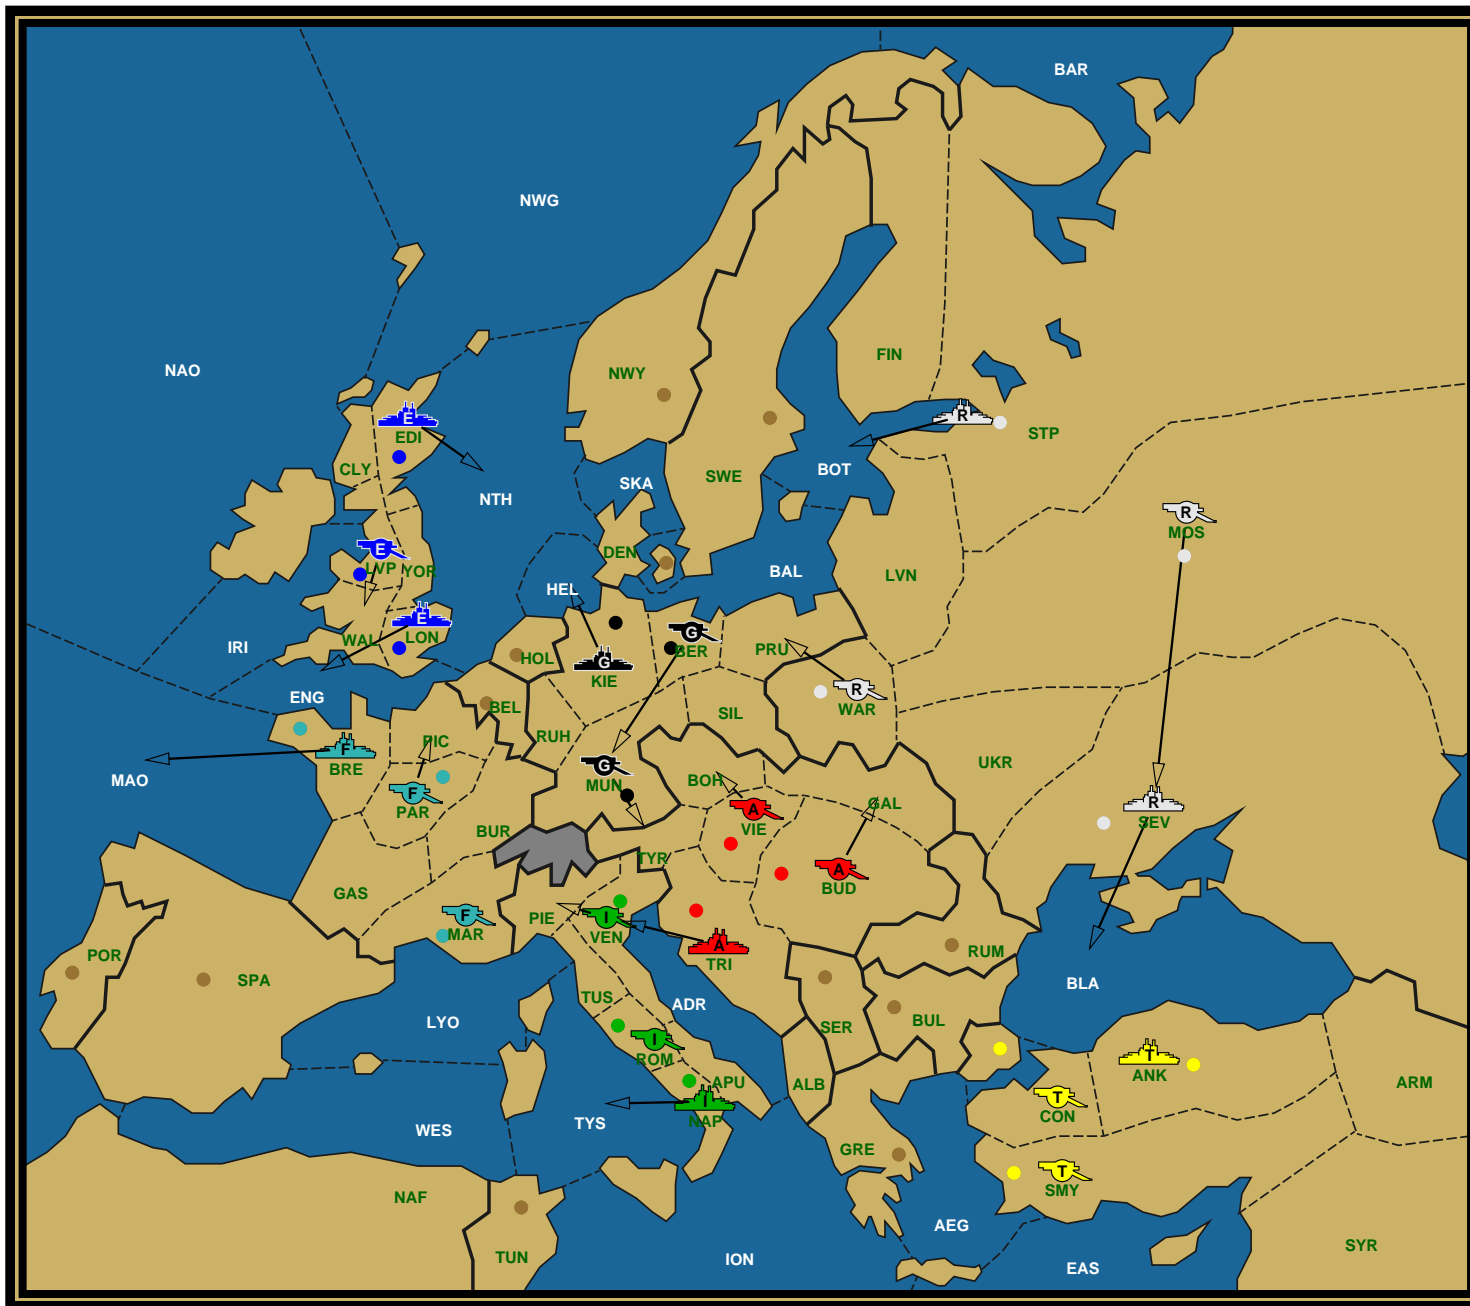 BAR
NWG
NAO
FIN
NWY
R
STP
E
EDI
CLY
BOT
SWE
SKA
NTH
R
MOS
E
LVP
YOR
DEN
BAL
LVN
HEL
E
LON
WAL
IRI
G
BER
PRU
HOL
G
KIE
R
WAR
ENG
BEL
SIL
RUH
PIC
F
BRE
UKR
MAO
G
MUN
BOH
F
PAR
A
VIE
GAL
R
SEV
BUR
TYR
A
BUD
GAS
F
MAR
PIE
I
VEN
A
TRI
POR
SPA
RUM
BLA
TUS
ADR
LYO
BUL
SER
I
ROM
T
ANK
APU
ALB
ARM
I
NAP
T
CON
WES
TYS
GRE
T
SMY
NAF
AEG
TUN
ION
SYR
EAS